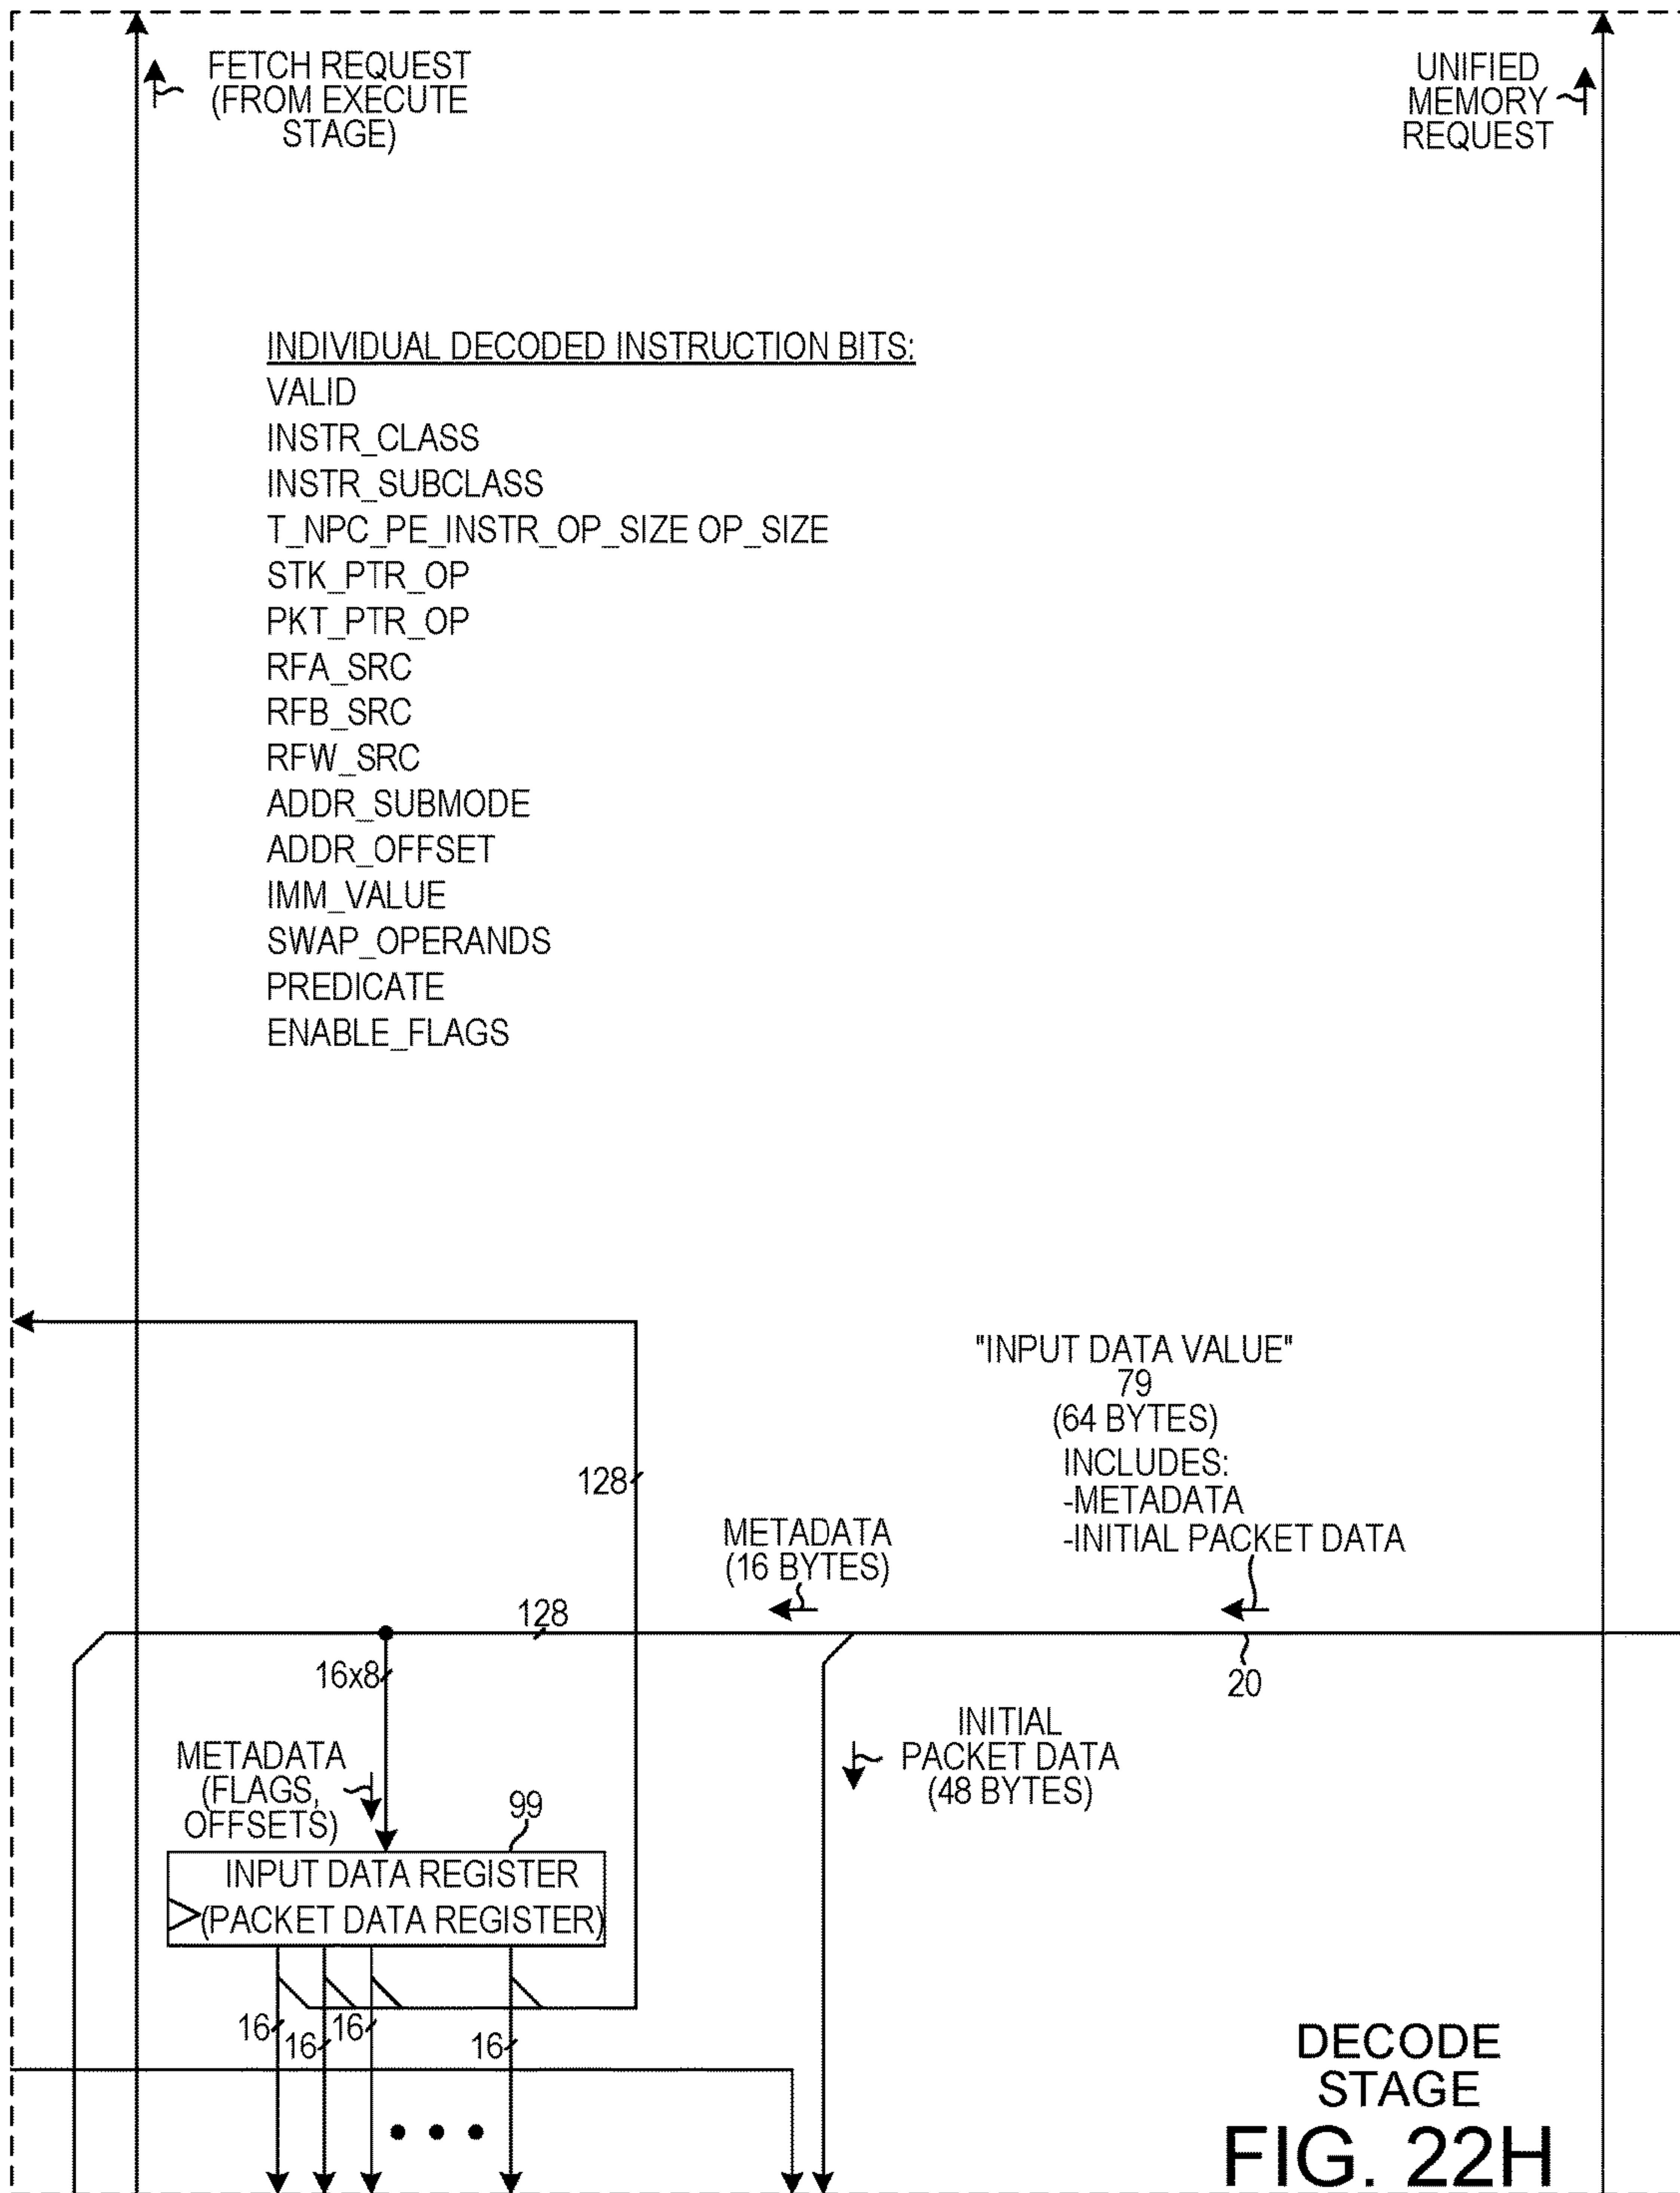 FETCH REQUEST
(FROM EXECUTE
STAGE)
UNIFIED
MEMORY
REQUEST
INDIVIDUAL DECODED INSTRUCTION BITS:
VALID
INSTR_CLASS
INSTR_SUBCLASS
T_NPC_PE_INSTR_OP_SIZE OP_SIZE
STK_PTR_OP
PKT_PTR_OP
RFA_SRC
RFB_SRC
RFW_SRC
ADDR_SUBMODE
ADDR_OFFSET
IMM_VALUE
SWAP_OPERANDS
PREDICATE
ENABLE_FLAGS
"INPUT DATA VALUE"
79
(64 BYTES)
INCLUDES:
-METADATA
-INITIAL PACKET DATA
128
METADATA
(16 BYTES)
128
16x8
20
INITIAL
PACKET DATA
(48 BYTES)
METADATA
(FLAGS,
OFFSETS)
99
INPUT DATA REGISTER
(PACKET DATA REGISTER)
16
16
16
16
DECODE
STAGE
FIG. 22H